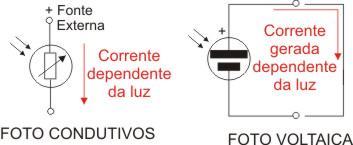 + Fonte
Externa
Corrente
dependente
da luz
FOTO CONDUTIVOS
+
Corrente
gerada
dependente
da luz
FOTO VOLTAICA